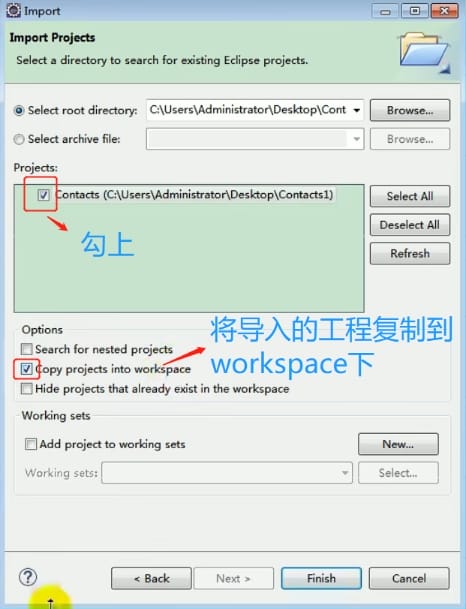 Import
Import Projects
Select a directory to search for existing Eclipse projects.
Select root directory: C:\Users\Administrator\Desktop\Cont Browse...
Select archive file: Browse...
Projects:
Contacts (C:\Users\Administrator\Desktop\Contacts1) Select All
Deselect All
勾上
Refresh
Options
将导入的工程复制到
workspace下
Search for nested projects
Copy projects into workspace
Hide projects that already exist in the workspace
Working sets
Add project to working sets New...
Working sets: Select...
? < Back Next > Finish Cancel